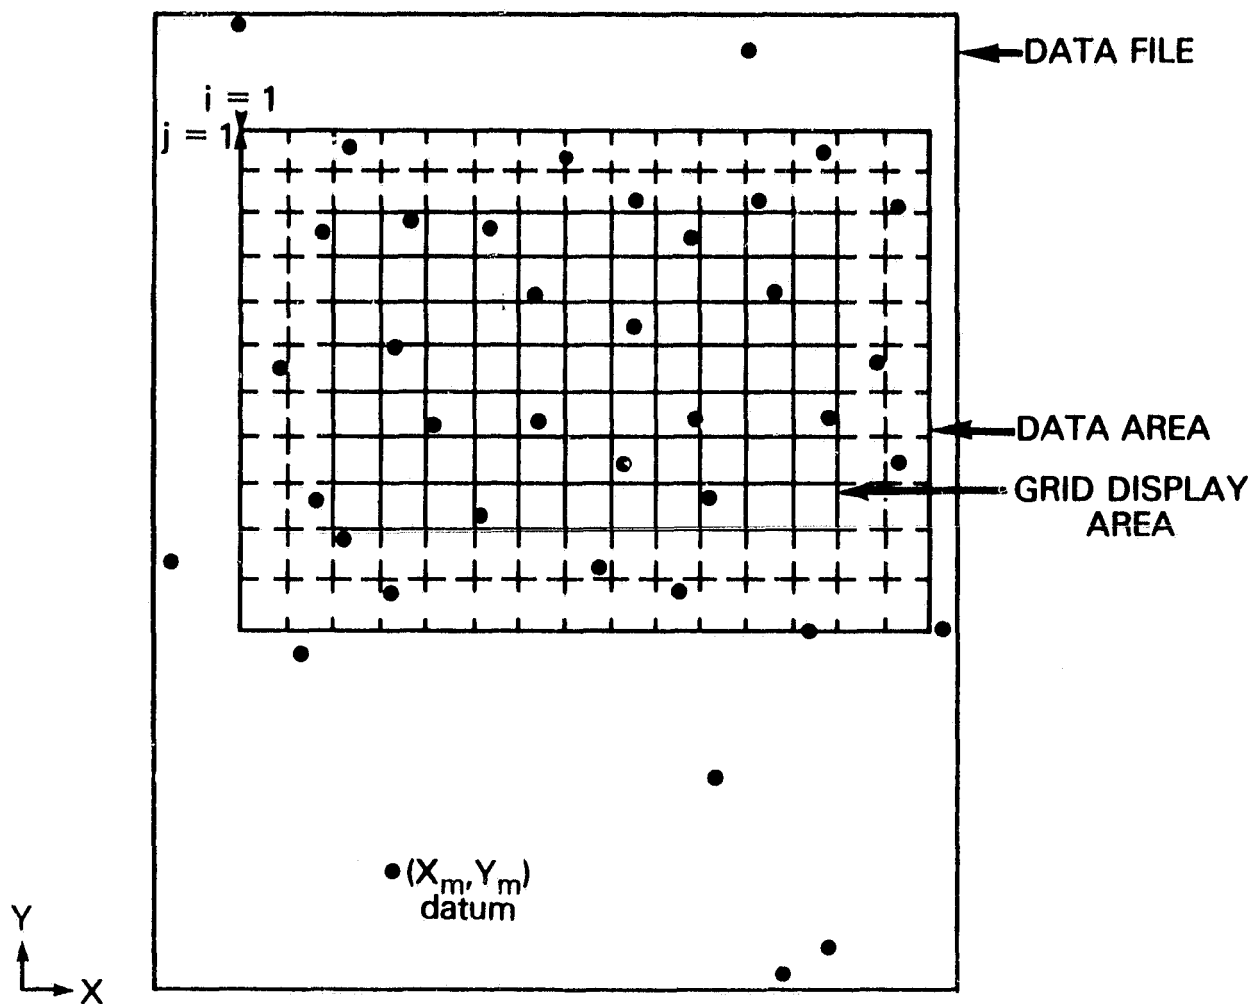 DATA FILE
i = 1
j = 1
DATA AREA
GRID DISPLAY
AREA
(Xm, Ym)
datum
Y
X